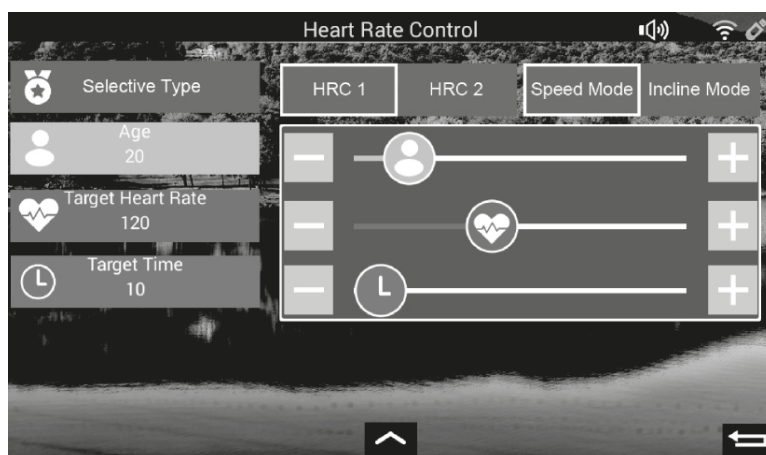 Heart Rate Control
Selective Type
HRC 1
HRC 2
Speed Mode
Incline Mode
Age
20
Target Heart Rate
120
Target Time
10